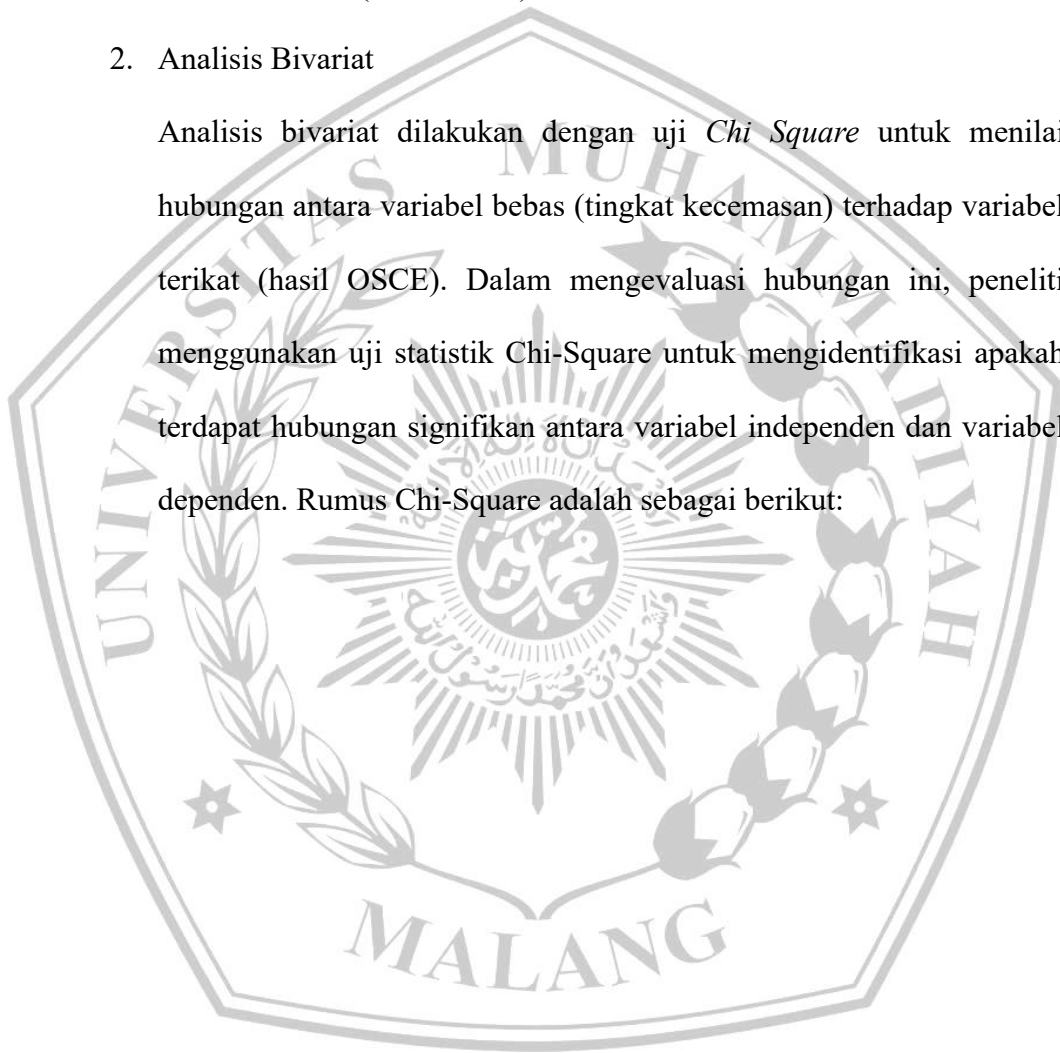 2. Analisis Bivariat
Analisis bivariat dilakukan dengan uji Chi Square untuk menilai
hubungan antara variabel bebas (tingkat kecemasan) terhadap variabel
terikat (hasil OSCE). Dalam mengevaluasi hubungan ini, peneliti
menggunakan uji statistik Chi-Square untuk mengidentifikasi apakah
terdapat hubungan signifikan antara variabel independen dan variabel
dependen. Rumus Chi-Square adalah sebagai berikut:
UNIVERSITAS MUHAMMADIYAH
MALANG